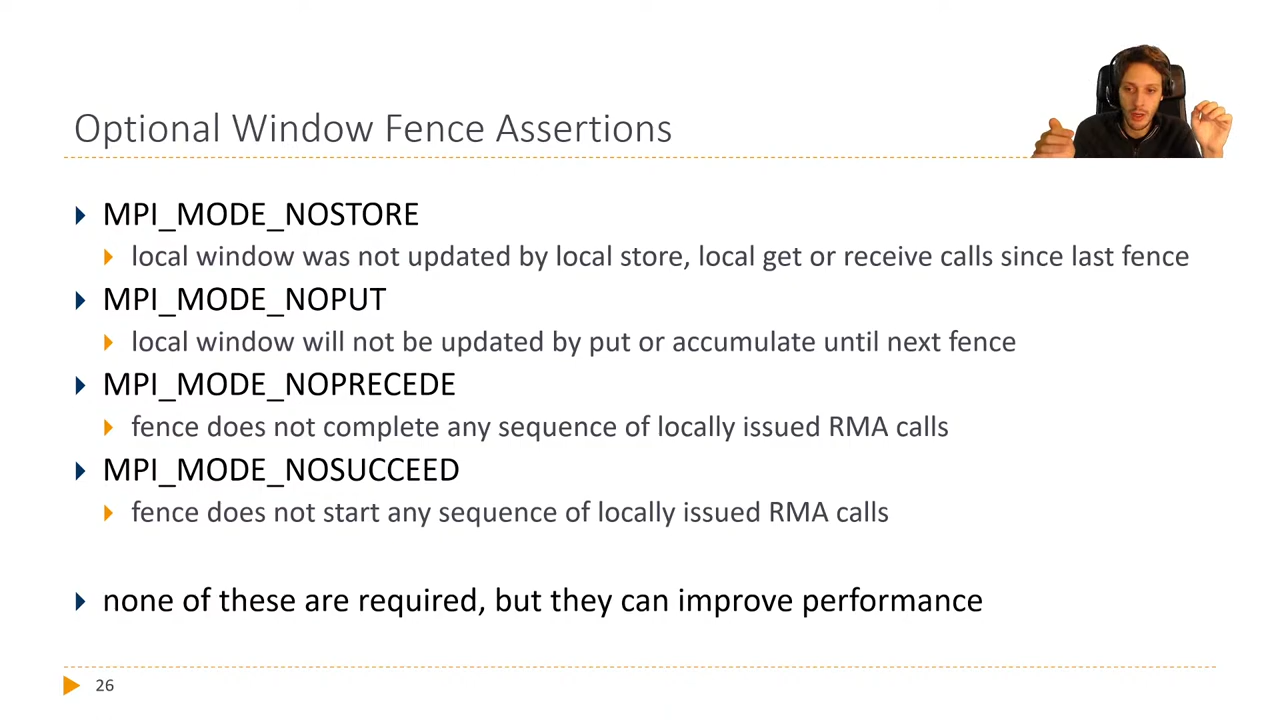 Optional Window Fence Assertions
MPI_MODE_NOSTORE
local window was not updated by local store, local get or receive calls since last fence
MPI_MODE_NOPUT
local window will not be updated by put or accumulate until next fence
MPI_MODE_NOPRECEDE
fence does not complete any sequence of locally issued RMA calls
MPI_MODE_NOSUCCEED
fence does not start any sequence of locally issued RMA calls
none of these are required, but they can improve performance
26